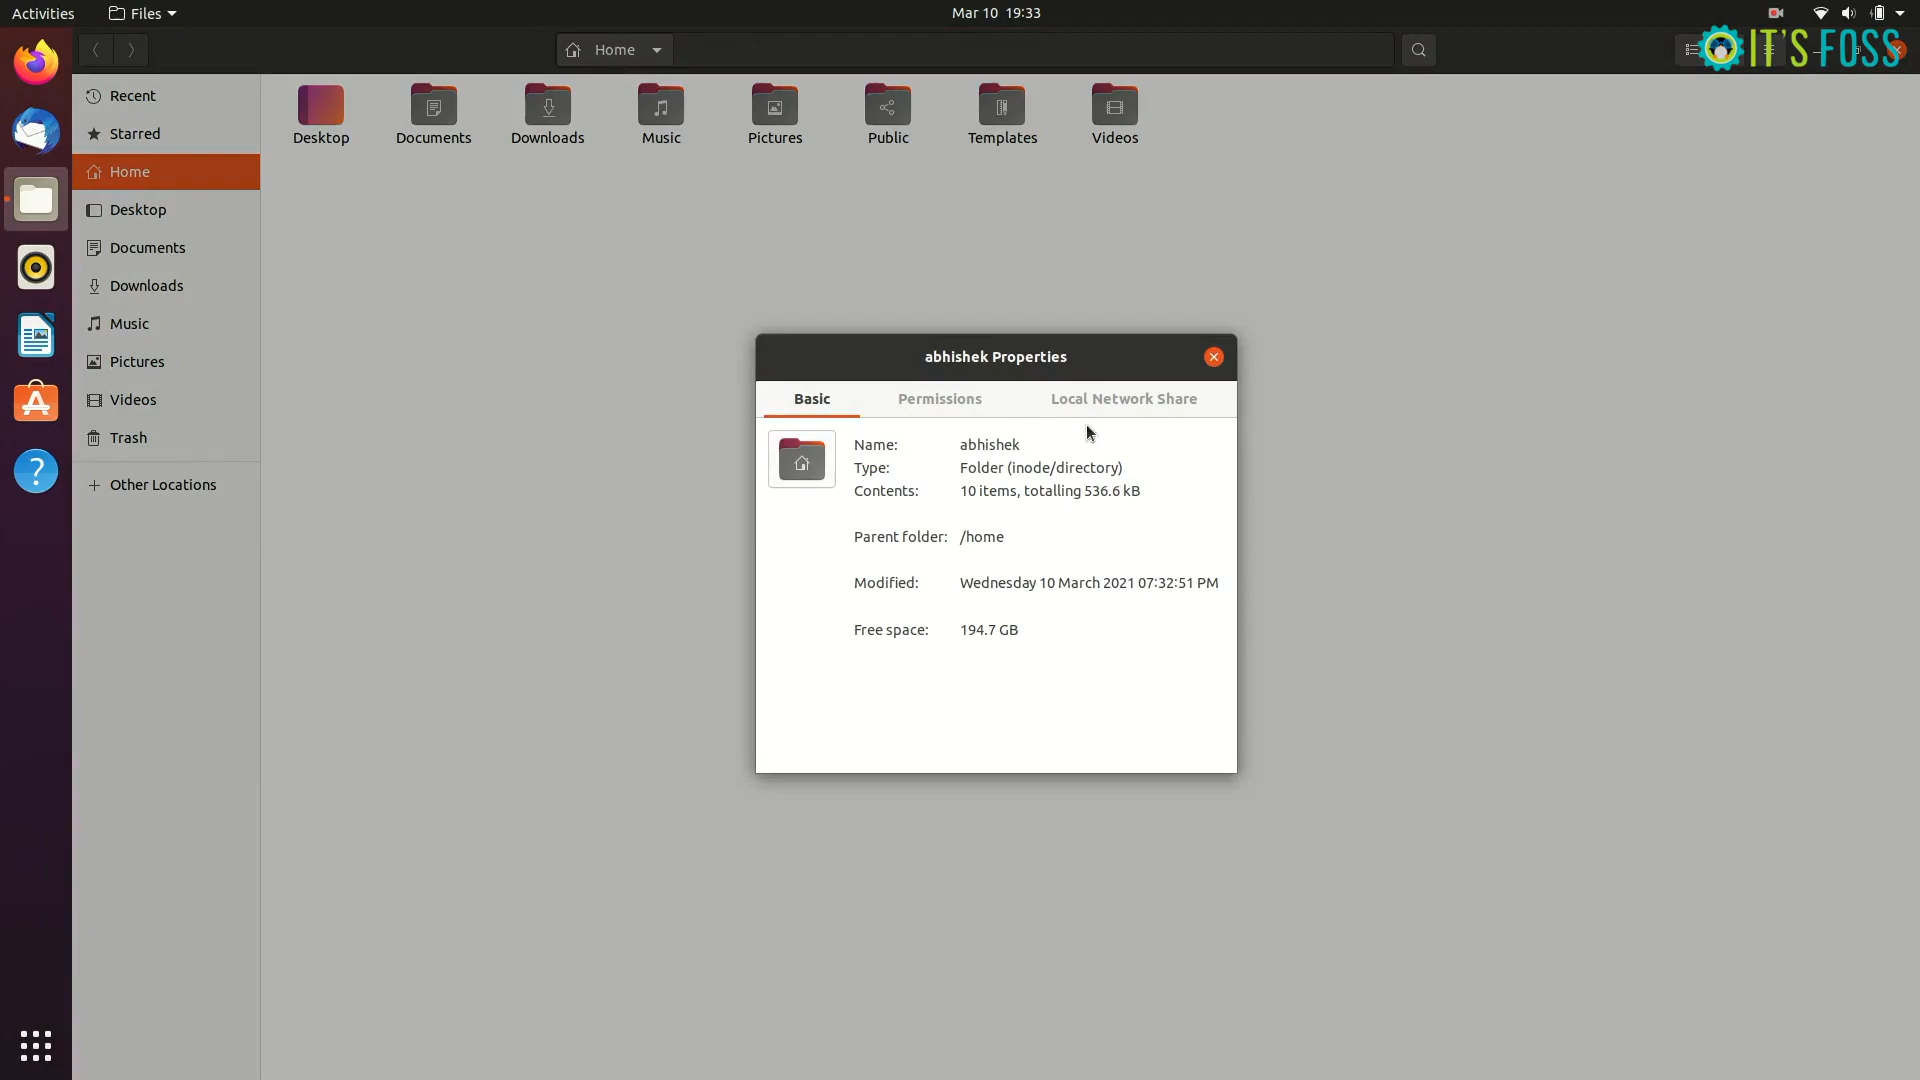 Activities
Files
Mar 10 19:33
IT'S FOSS
Home
Recent
Starred
Home
Desktop
Documents
Downloads
Music
Pictures
Videos
Trash
Other Locations
Desktop
Documents
Downloads
Music
Pictures
Public
Templates
Videos
abhishek Properties
Basic
Permissions
Local Network Share
Name: abhishek
Type: Folder (inode/directory)
Contents: 10 items, totalling 536.6 kB
Parent folder: /home
Modified: Wednesday 10 March 2021 07:32:51 PM
Free space: 194.7 GB